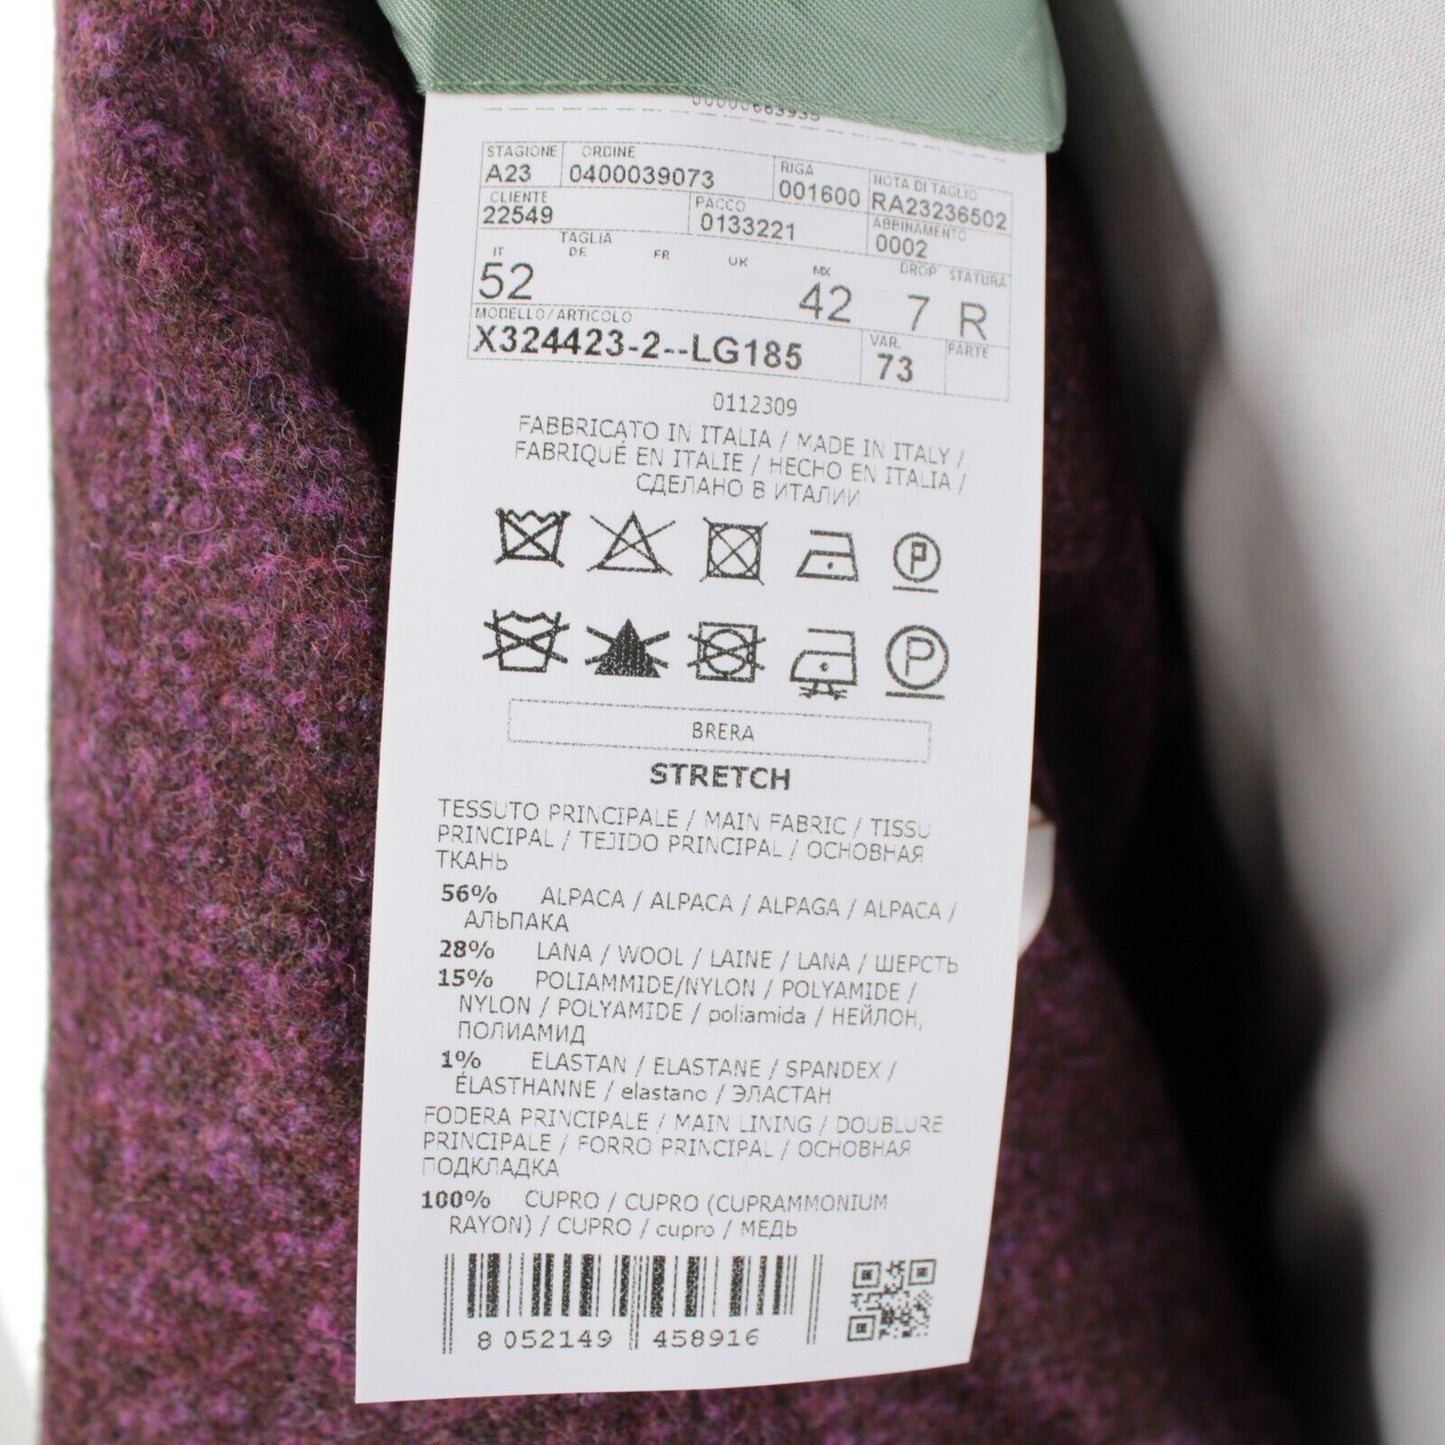 00000663935
STAGIONE ORDINE RIGA NOTA DI TAGLIO
A23 0400039073 001600 RA23236502
CLIENTE PACCO ABBINAMENTO
22549 0133221 0002
TAGLIA
IT DE FR UK MX DROP STATURA
52 42 7 R
MODELLO/ARTICOLO VAR. PARTE
X324423-2--LG185 73
0112309
FABBRICATO IN ITALIA / MADE IN ITALY /
FABRIQUÉ EN ITALIE / HECHO EN ITALIA /
СДЕЛАНО В ИТАЛИИ
P
P
BRERA
STRETCH
TESSUTO PRINCIPALE / MAIN FABRIC / TISSU
PRINCIPAL / TEJIDO PRINCIPAL / ОСНОВНАЯ
ТКАНЬ
56% ALPACA / ALPACA / ALPAGA / ALPACA /
АЛЬПАКА
28% LANA / WOOL / LAINE / LANA / ШЕРСТЬ
15% POLIAMMIDE/NYLON / POLYAMIDE /
NYLON / POLYAMIDE / poliamida / НЕЙЛОН,
ПОЛИАМИД
1% ELASTAN / ELASTANE / SPANDEX /
ÉLASTHANNE / elastano / ЭЛАСТАН
FODERA PRINCIPALE / MAIN LINING / DOUBLURE
PRINCIPALE / FORRO PRINCIPAL / ОСНОВНАЯ
ПОДКЛАДКА
100% CUPRO / CUPRO (CUPRAMMONIUM
RAYON) / CUPRO / cupro / МЕДЬ
8 052149 458916